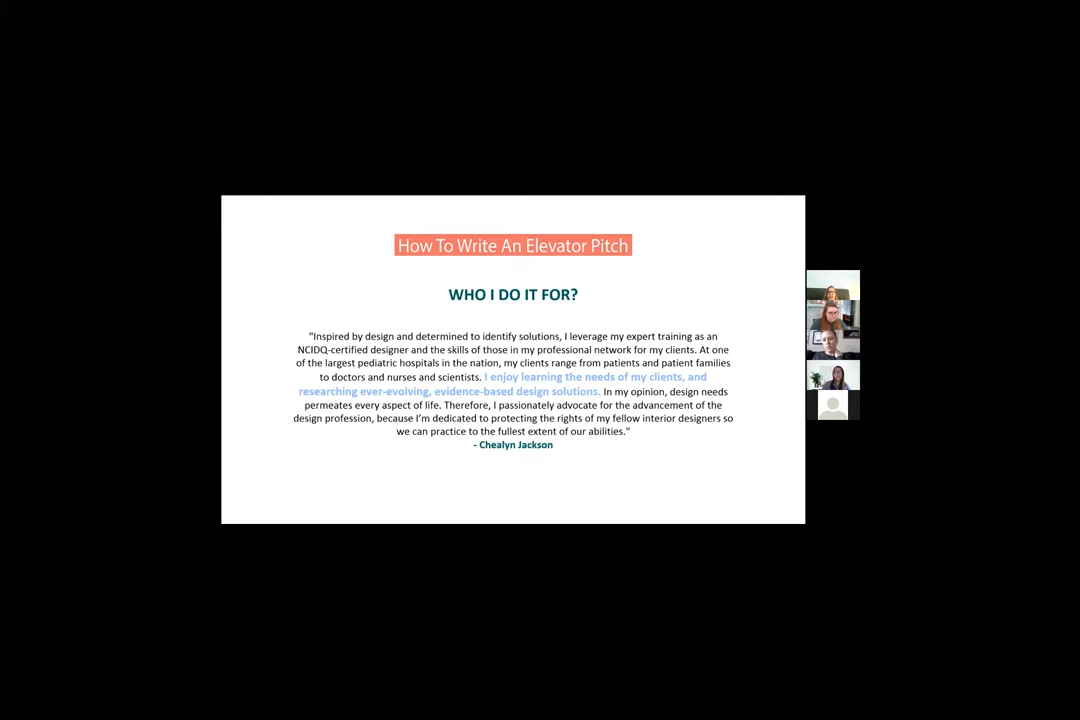 How To Write An Elevator Pitch
WHO I DO IT FOR?
"Inspired by design and determined to identify solutions, I leverage my expert training as an
NCIDQ-certified designer and the skills of those in my professional network for my clients. At one
of the largest pediatric hospitals in the nation, my clients range from patients and patient families
to doctors and nurses and scientists. I enjoy learning the needs of my clients, and
researching ever-evolving, evidence-based design solutions. In my opinion, design needs
permeates every aspect of life. Therefore, I passionately advocate for the advancement of the
design profession, because I'm dedicated to protecting the rights of my fellow interior designers so
we can practice to the fullest extent of our abilities."
- Chealyn Jackson